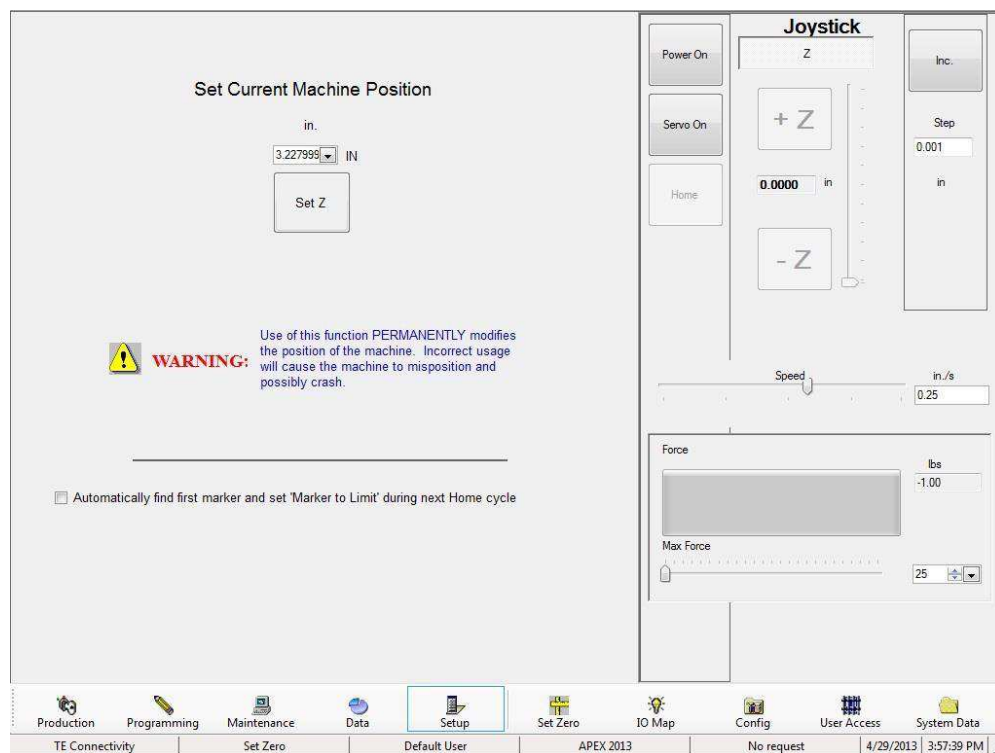 Set Current Machine Position
in.
3.227999 IN
Set Z
WARNING:
Use of this function PERMANENTLY modifies
the position of the machine. Incorrect usage
will cause the machine to misposition and
possibly crash.
Automatically find first marker and set 'Marker to Limit' during next Home cycle
Power On
Servo On
Home
Joystick
Z
+ Z
0.0000 in
- Z
Inc.
Step
0.001
in
Speed
in./s
0.25
Force
lbs
-1.00
Max Force
25
Production
Programming
Maintenance
Data
Setup
Set Zero
IO Map
Config
User Access
System Data
TE Connectivity
Set Zero
Default User
APEX 2013
No request
4/29/2013
3:57:39 PM